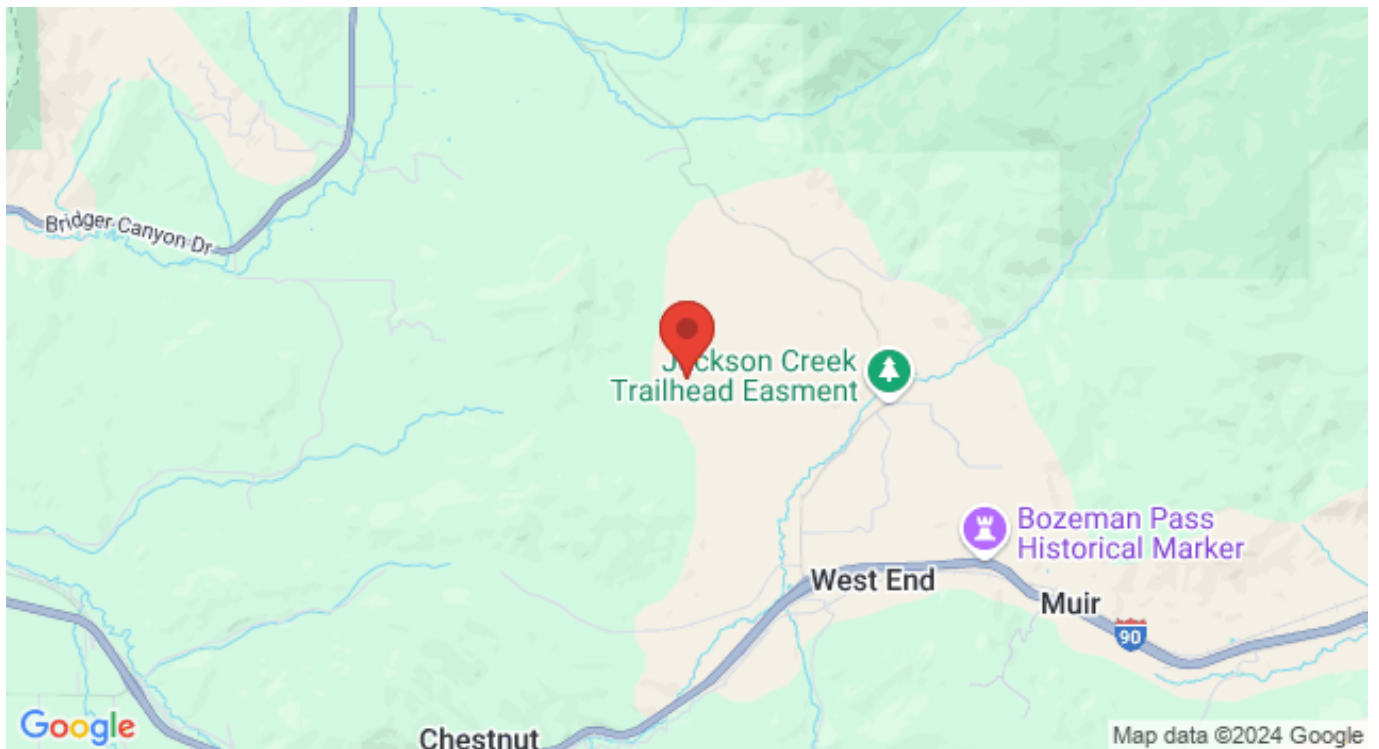 Bridger Canyon Dr
Jackson Creek
Trailhead Easment
Bozeman Pass
Historical Marker
West End
Muir
90
Chestnut
Google
Map data ©2024 Google